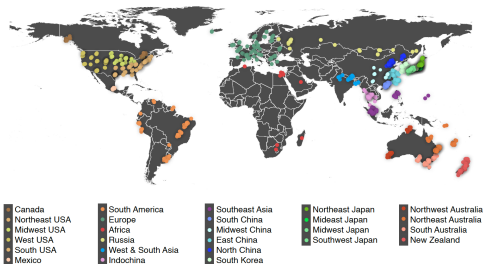 Canada
Northeast USA
Midwest USA
West USA
South USA
Mexico
South America
Europe
Africa
Russia
West & South Asia
Indochina
Southeast Asia
South China
Midwest China
East China
North China
South Korea
Northeast Japan
Mideast Japan
Midwest Japan
Southwest Japan
Northwest Australia
Northeast Australia
South Australia
New Zealand